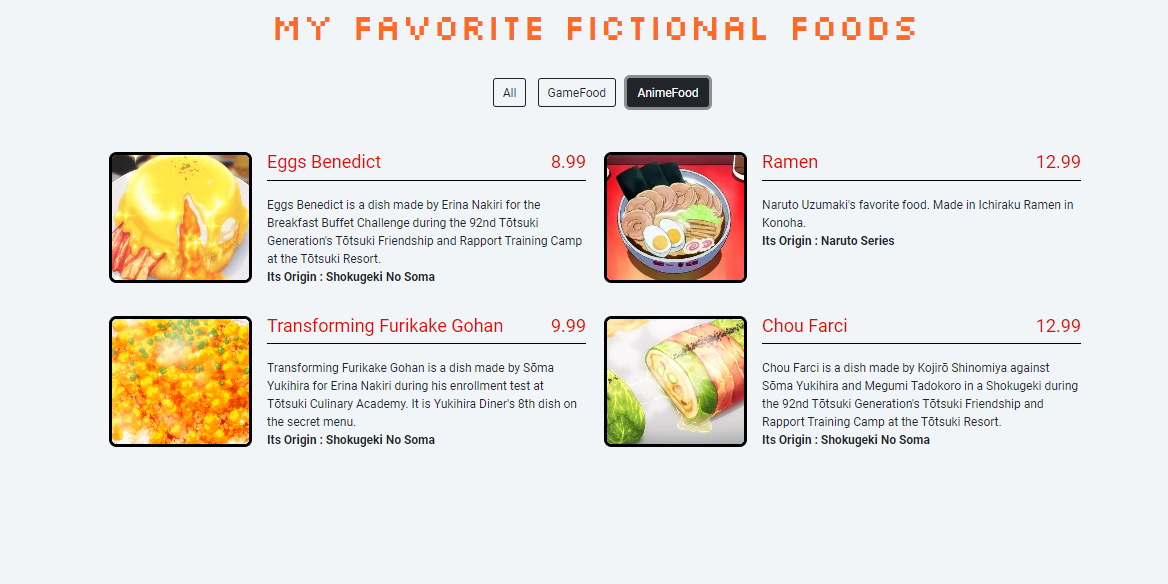 MY FAVORITE FICTIONAL FOODS
All
GameFood
AnimeFood
Eggs Benedict 8.99
Eggs Benedict is a dish made by Erina Nakiri for the
Breakfast Buffet Challenge during the 92nd Tōtsuki
Generation's Tōtsuki Friendship and Rapport Training Camp
at the Tōtsuki Resort.
Its Origin : Shokugeki No Soma
Ramen 12.99
Naruto Uzumaki's favorite food. Made in Ichiraku Ramen in
Konoha.
Its Origin : Naruto Series
Transforming Furikake Gohan 9.99
Transforming Furikake Gohan is a dish made by Sōma
Yukihira for Erina Nakiri during his enrollment test at
Tōtsuki Culinary Academy. It is Yukihira Diner's 8th dish on
the secret menu.
Its Origin : Shokugeki No Soma
Chou Farci 12.99
Chou Farci is a dish made by Kojirō Shinomiya against
Sōma Yukihira and Megumi Tadokoro in a Shokugeki during
the 92nd Tōtsuki Generation's Tōtsuki Friendship and
Rapport Training Camp at the Tōtsuki Resort.
Its Origin : Shokugeki No Soma